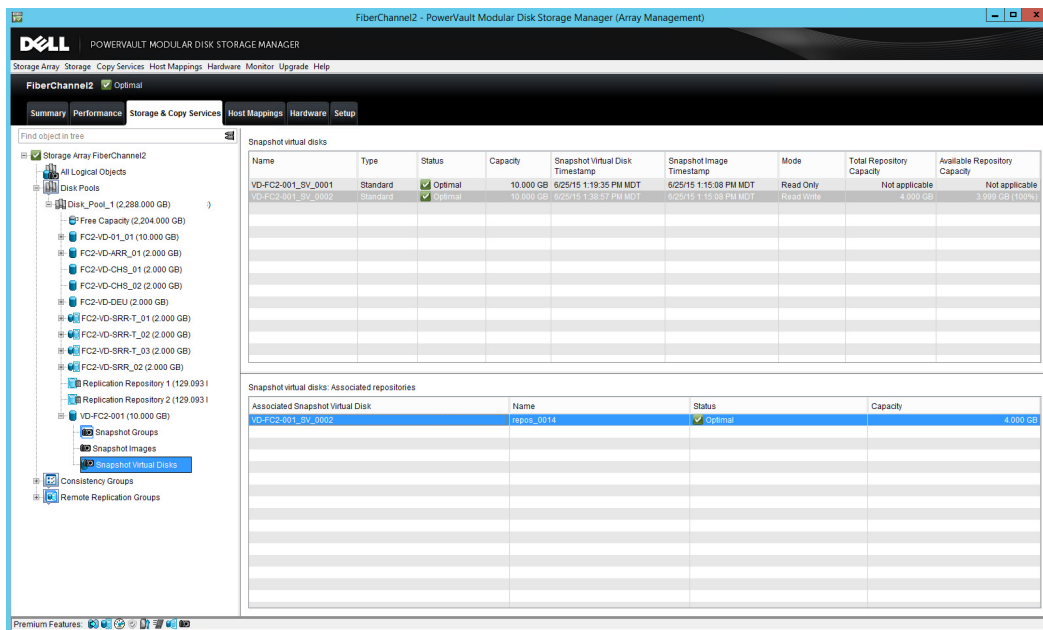 FiberChannel2 - PowerVault Modular Disk Storage Manager (Array Management)
DELL POWERVAULT MODULAR DISK STORAGE MANAGER
Storage Array Storage Copy Services Host Mappings Hardware Monitor Upgrade Help
FiberChannel2 Optimal
Summary Performance Storage & Copy Services Host Mappings Hardware Setup
Find object in tree
Storage Array FiberChannel2
All Logical Objects
Disk Pools
Disk_Pool_1 (2,288.000 GB) )
Free Capacity (2,204.000 GB)
FC2-VD-01_01 (10.000 GB)
FC2-VD-ARR_01 (2.000 GB)
FC2-VD-CHS_01 (2.000 GB)
FC2-VD-CHS_02 (2.000 GB)
FC2-VD-DEU (2.000 GB)
FC2-VD-SRR-T_01 (2.000 GB)
FC2-VD-SRR-T_02 (2.000 GB)
FC2-VD-SRR-T_03 (2.000 GB)
FC2-VD-SRR_02 (2.000 GB)
Replication Repository 1 (129.093 I
Replication Repository 2 (129.093 I
VD-FC2-001 (10.000 GB)
Snapshot Groups
Snapshot Images
Snapshot Virtual Disks
Consistency Groups
Remote Replication Groups
Snapshot virtual disks
Name Type Status Capacity Snapshot Virtual Disk Timestamp Snapshot Image Timestamp Mode Total Repository Capacity Available Repository Capacity
VD-FC2-001_SV_0001 Standard Optimal 10.000 GB 6/25/15 1:19:35 PM MDT 6/25/15 1:15:08 PM MDT Read Only Not applicable Not applicable
VD-FC2-001_SV_0002 Standard Optimal 10.000 GB 6/25/15 1:38:57 PM MDT 6/25/15 1:15:08 PM MDT Read Write 4.000 GB 3.999 GB (100%)
Snapshot virtual disks: Associated repositories
Associated Snapshot Virtual Disk Name Status Capacity
VD-FC2-001_SV_0002 repos_0014 Optimal 4.000 GB
Premium Features: